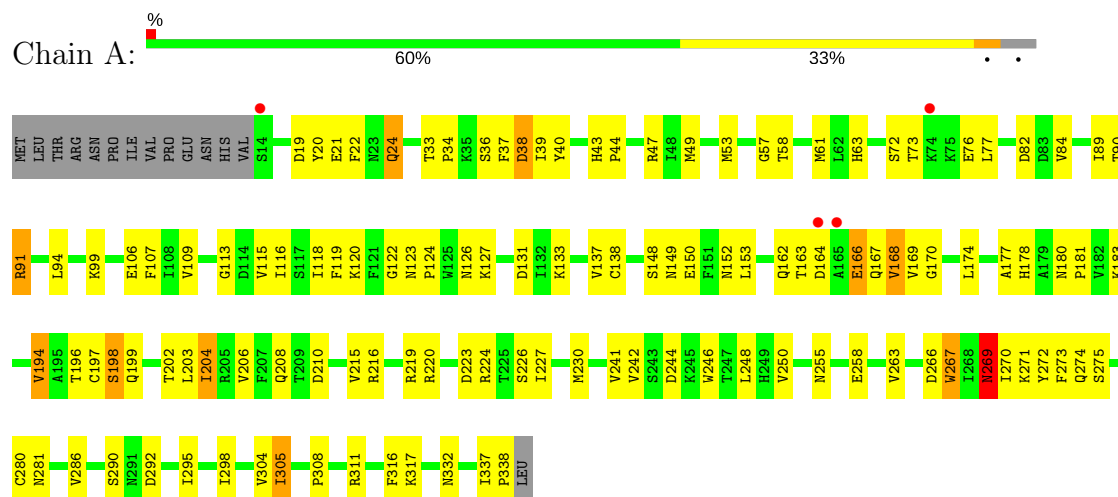 %
Chain A:
60% 33% • •
MET LEU THR ARG ASN PRO ILE VAL PRO GLU ASN HIS VAL S14 D19 Y20 E21 F22 N23 Q24 T33 P34 K35 S36 F37 D38 I39 Y40 H43 P44 R47 I48 M49 M53 G57 T58 M61 L62 H63 S72 T73 K74 K75 E76 L77 D82 D83 V84 I89
R91 L94 K99 E106 F107 I108 V109 G113 D114 V115 I116 S117 I118 F119 K120 F121 G122 N123 P124 W125 N126 K127 D131 I132 K133 V137 C138 S148 N149 E150 F151 N152 L153 Q162 T163 D164 A165 E166 Q167 V168 V169 G170 L174 A177 H178 A179 N180 P181 V182 K183
V194 A195 T196 C197 S198 Q199 T202 L203 I204 R205 V206 F207 Q208 T209 D210 V215 R216 R219 R220 D223 R224 T225 S226 I227 M230 V241 V242 S243 D244 K245 W246 T247 L248 H249 V250 N255 E258 V263 D266 W267 I268 N269 I270 K271 Y272 F273 Q274 S275
C280 N281 V286 S290 N291 D292 I295 I298 V304 I305 P308 R311 F316 K317 N332 I337 P338 LEU